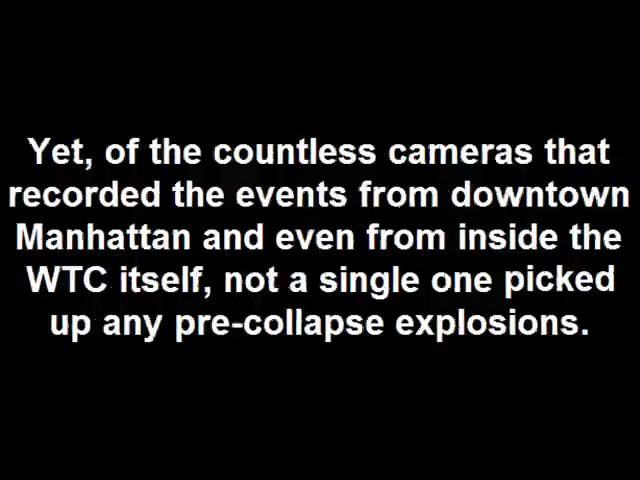 Yet, of the countless cameras that
recorded the events from downtown
Manhattan and even from inside the
WTC itself, not a single one picked
up any pre-collapse explosions.